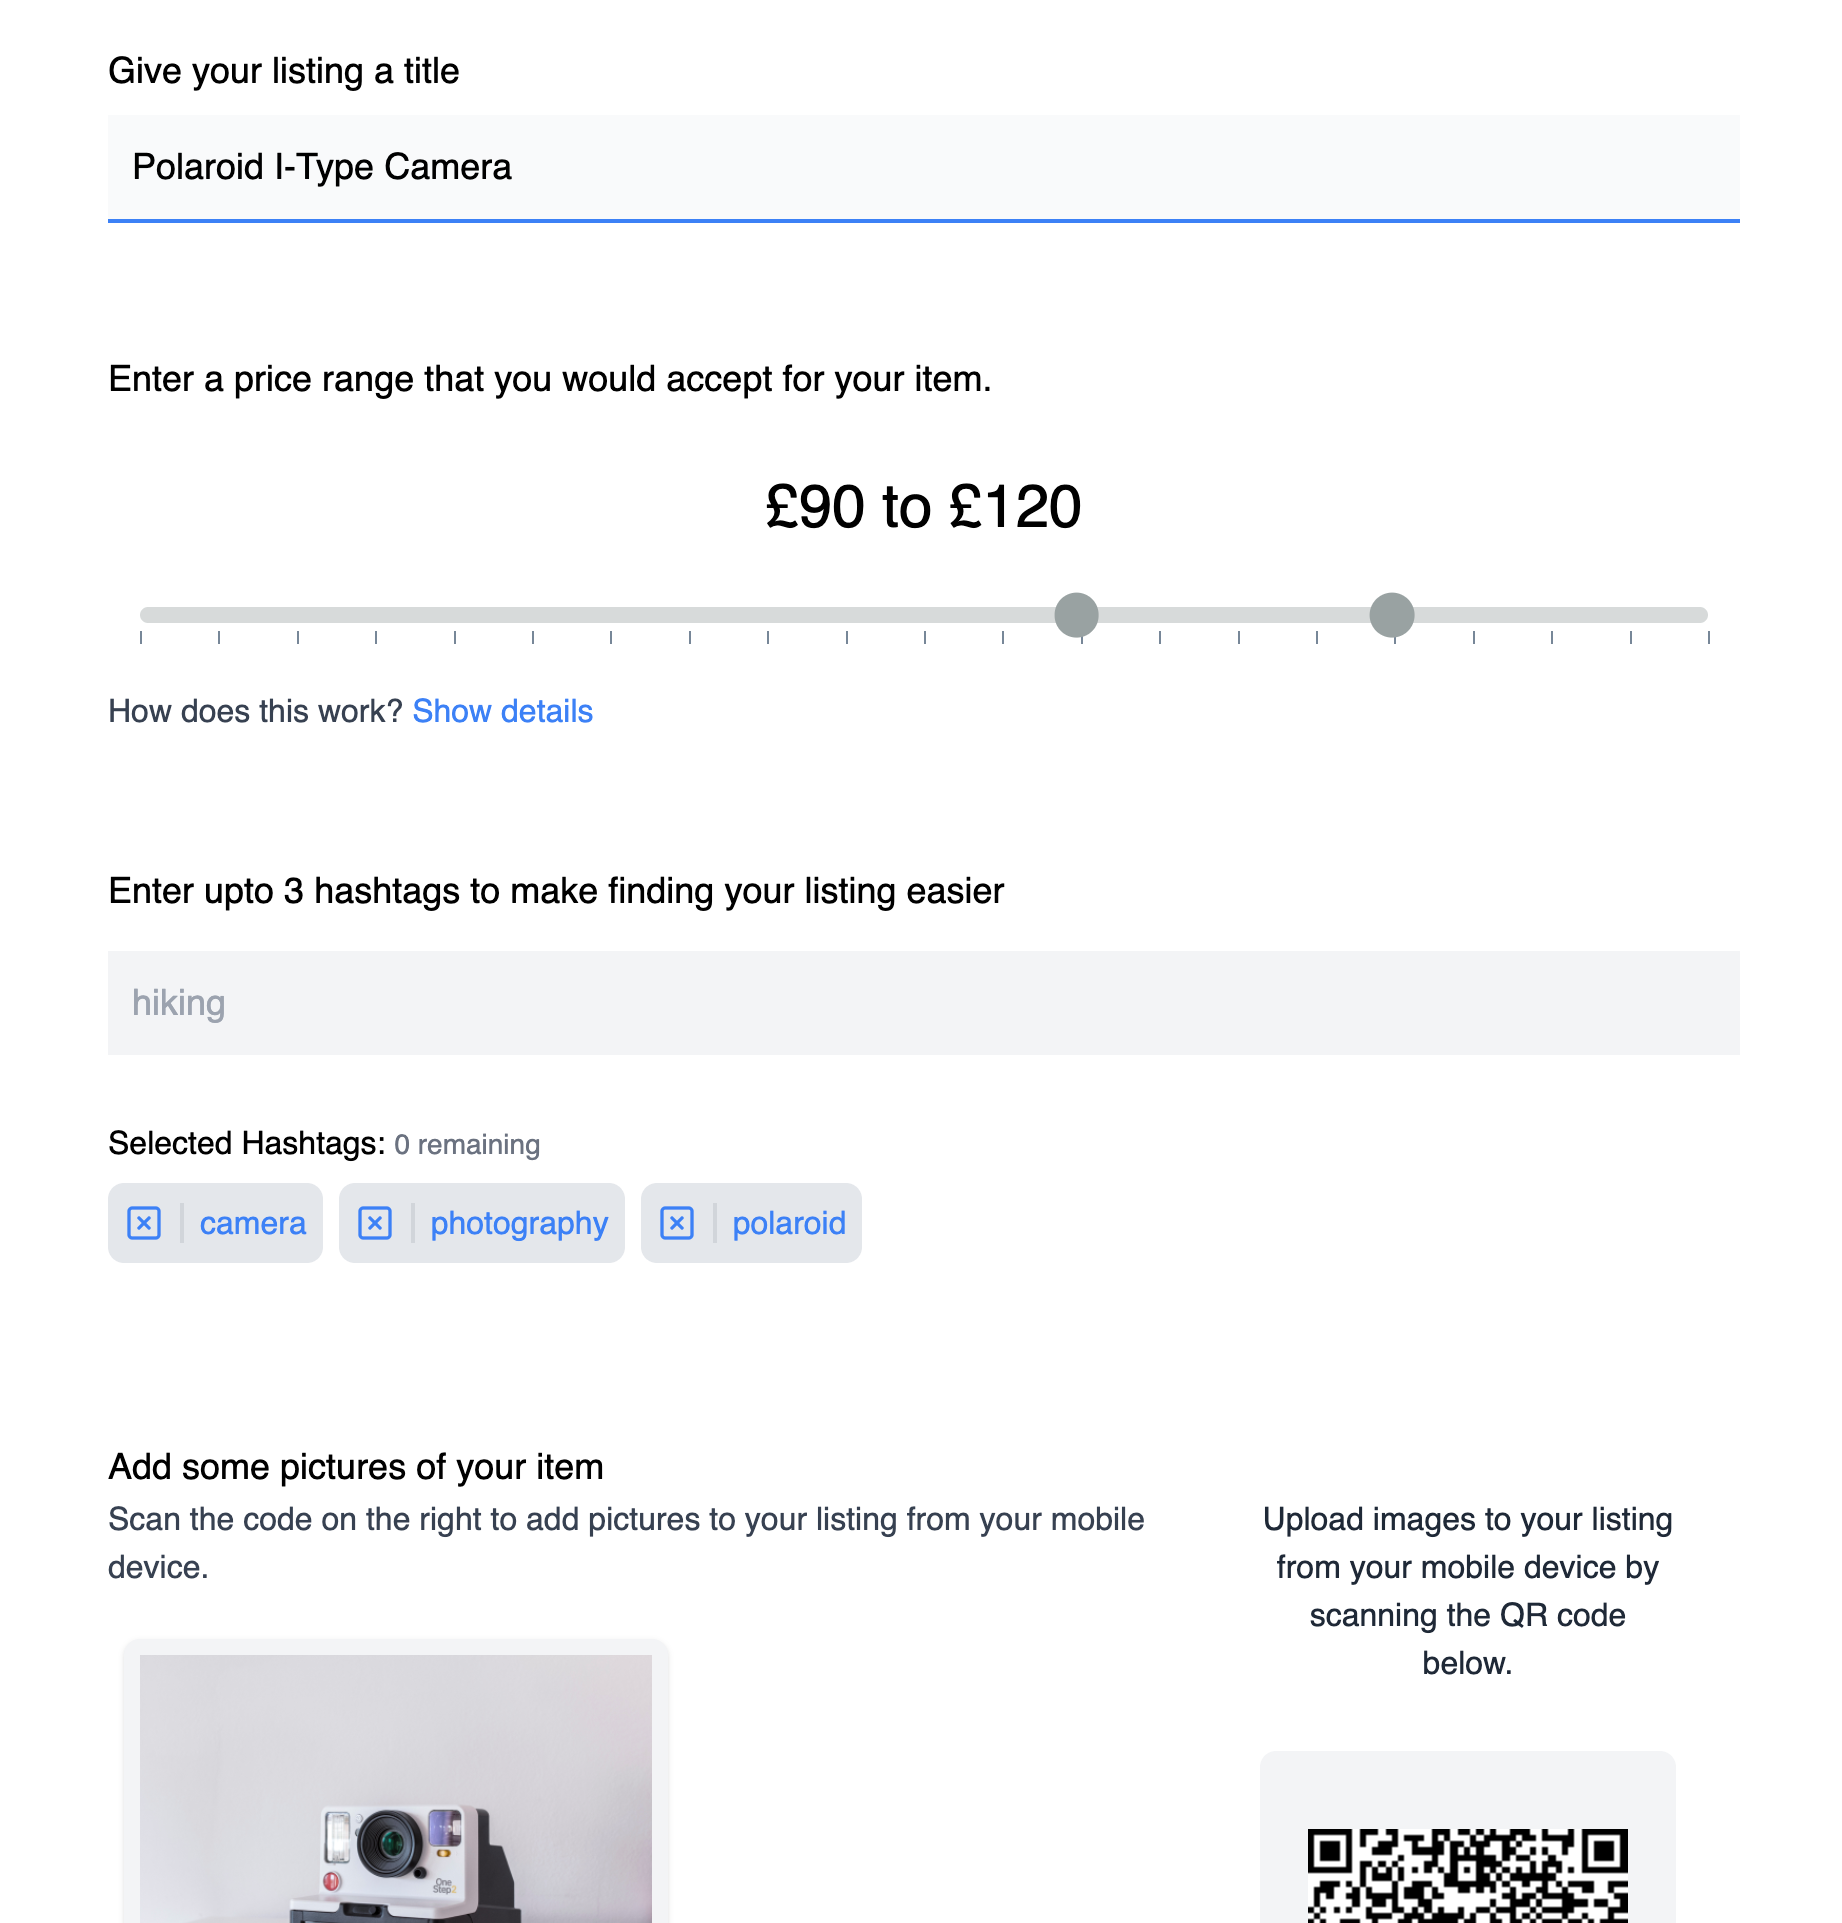 Give your listing a title
Polaroid I-Type Camera
Enter a price range that you would accept for your item.
£90 to £120
How does this work? Show details
Enter upto 3 hashtags to make finding your listing easier
hiking
Selected Hashtags: 0 remaining
camera
photography
polaroid
Add some pictures of your item
Scan the code on the right to add pictures to your listing from your mobile
device.
Upload images to your listing
from your mobile device by
scanning the QR code
below.
One
Step2